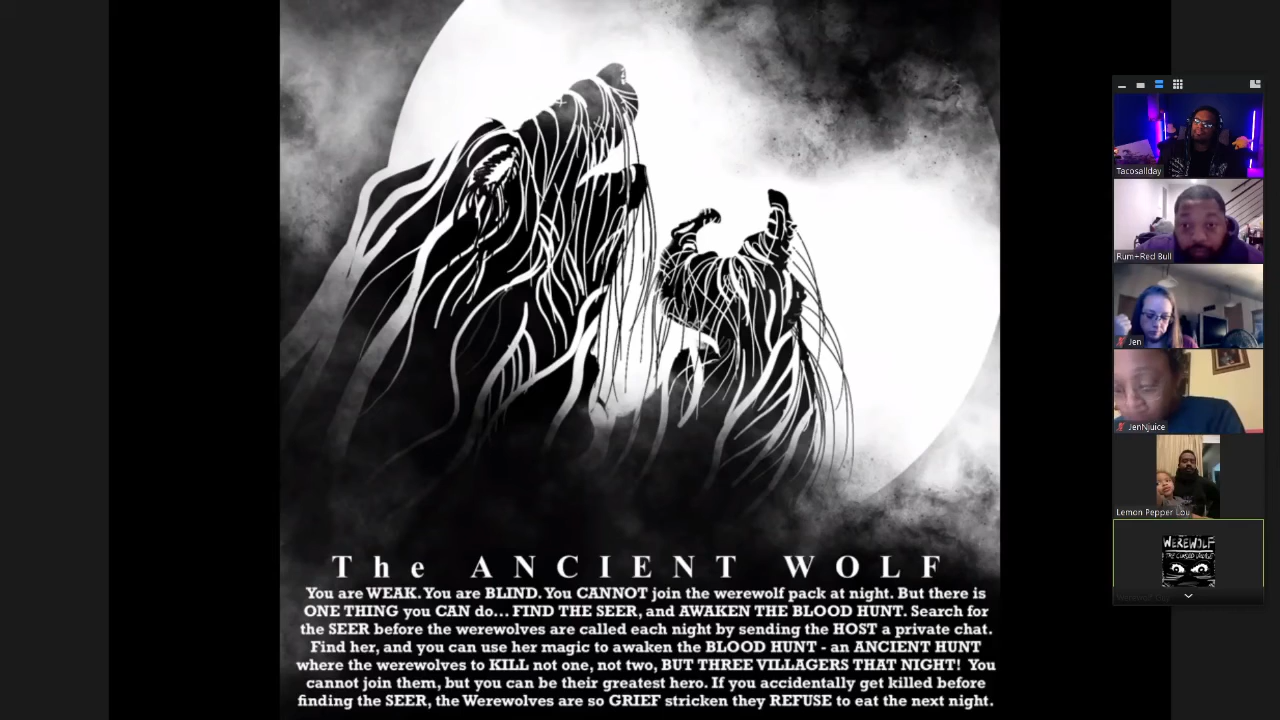 The ANCIENT WOLF
You are WEAK. You are BLIND. You CANNOT join the werewolf pack at night. But there is
ONE THING you CAN do... FIND THE SEER, and AWAKEN THE BLOOD HUNT. Search for
the SEER before the werewolves are called each night by sending the HOST a private chat.
Find her, and you can use her magic to awaken the BLOOD HUNT - an ANCIENT HUNT
where the werewolves to KILL not one, not two, BUT THREE VILLAGERS THAT NIGHT! You
cannot join them, but you can be their greatest hero. If you accidentally get killed before
finding the SEER, the Werewolves are so GRIEF stricken they REFUSE to eat the next night.
Tacosallday
Rum+Red Bull
Jen
JenNjuice
Lemon Pepper Lou
WEREWOLF